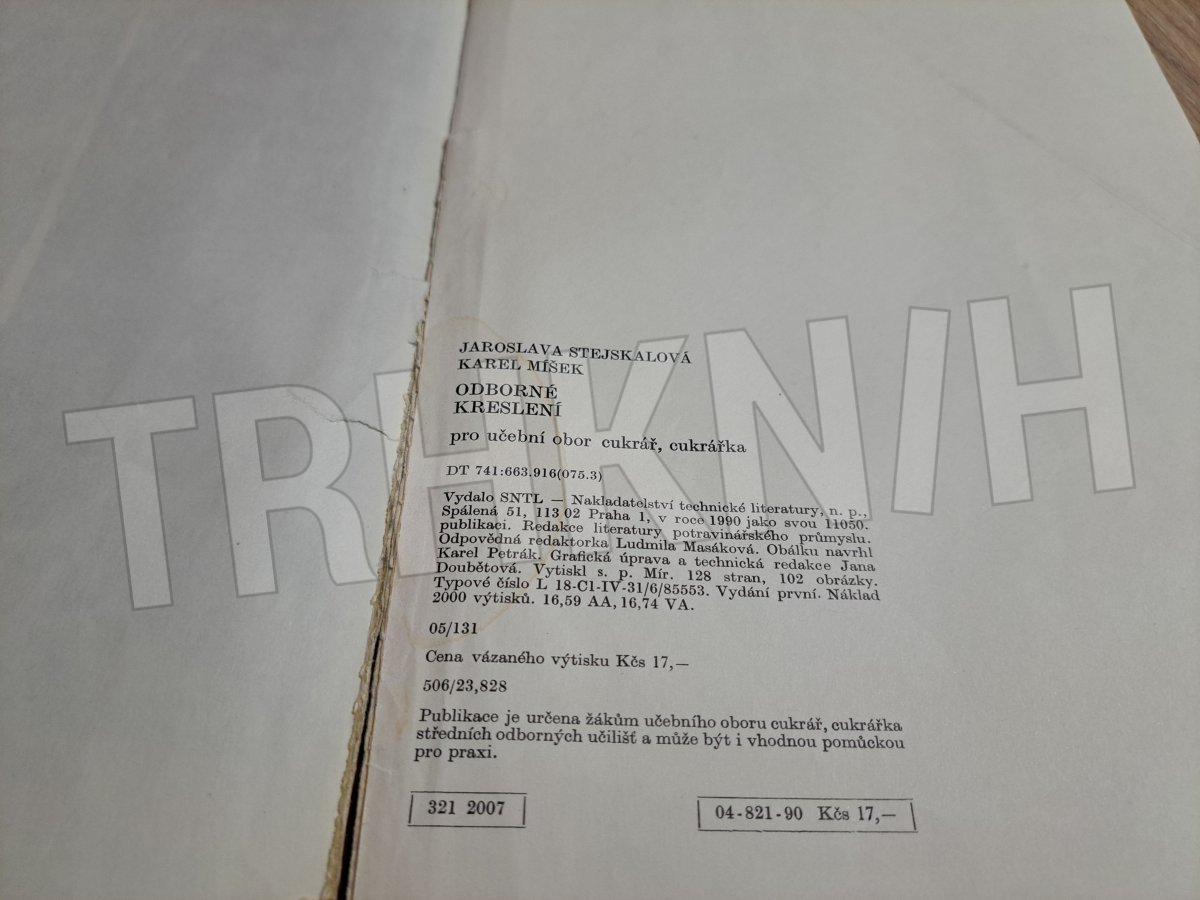 JAROSLAVA STEJSKALOVÁ
KAREL MÍŠEK
ODBORNÉ
KRESLENÍ
pro učební obor cukrář, cukrářka
DT 741:663.916(075.3)
Vydalo SNTL — Nakladatelství technické literatury, n. p.,
Spálená 51, 113 02 Praha 1, v roce 1990 jako svou 11050.
publikaci. Redakce literatury potravinářského průmyslu.
Odpovědná redaktorka Ludmila Masáková. Obálku navrhl
Karel Petrák. Grafická úprava a technická redakce Jana
Doubětová. Vytiskl s. p. Mír. 128 stran, 102 obrázky.
Typové číslo L 18-C1-IV-31/6/85553. Vydání první. Náklad
2000 výtisků. 16,59 AA, 16,74 VA.
05/131
Cena vázaného výtisku Kčs 17,—
506/23,828
Publikace je určena žákům učebního oboru cukrář, cukrářka
středních odborných učilišť a může být i vhodnou pomůckou
pro praxi.
321 2007
04-821-90 Kčs 17,—
TRHKNIH